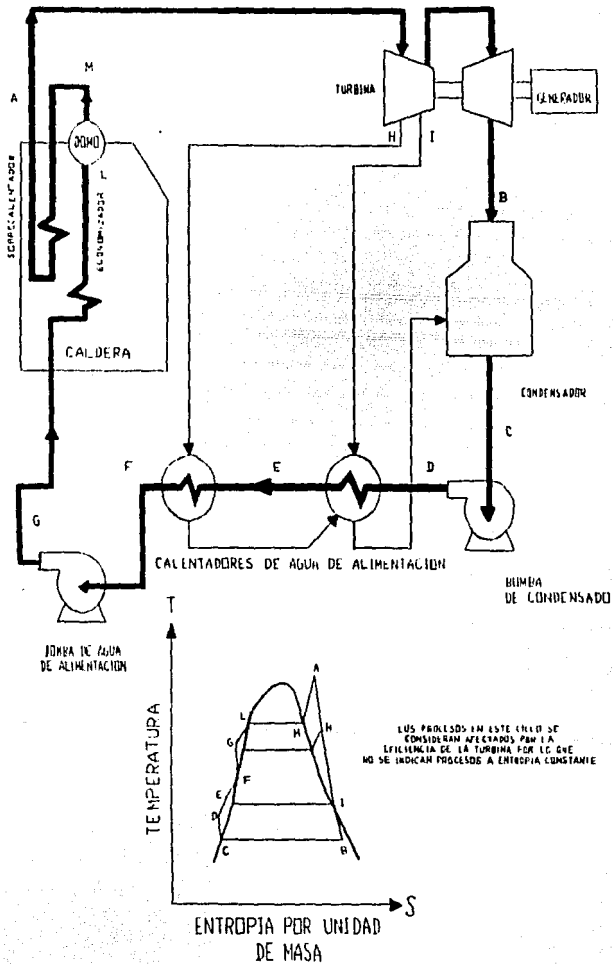 A
M
TURBINA
GENERADOR
H
I
DOMO
L
SOBRECALENTADOR
ECONOMIZADOR
B
CALDERA
CONDENSADOR
C
F
E
D
G
CALENTADORES DE AGUA DE ALIMENTACION
BOMBA
DE CONDENSADO
BOMBA DE AGUA
DE ALIMENTACION
T
TEMPERATURA
A
L
H
H
G
F
E
D
I
C
B
LOS PROCESOS EN ESTE CICLO SE
CONSIDERAN AFECTADOS POR LA
EFICIENCIA DE LA TURBINA POR LO QUE
NO SE INDICAN PROCESOS A ENTROPIA CONSTANTE
S
ENTROPIA POR UNIDAD
DE MASA